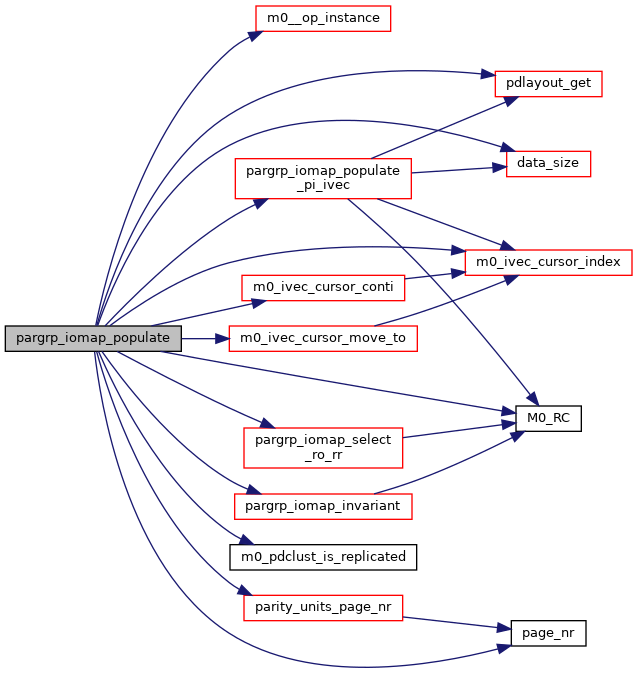 m0__op_instance
pdlayout_get
data_size
pargrp_iomap_populate
_pi_ivec
m0_ivec_cursor_index
m0_ivec_cursor_conti
pargrp_iomap_populate
m0_ivec_cursor_move_to
M0_RC
pargrp_iomap_select
_ro_rr
pargrp_iomap_invariant
m0_pdclust_is_replicated
parity_units_page_nr
page_nr